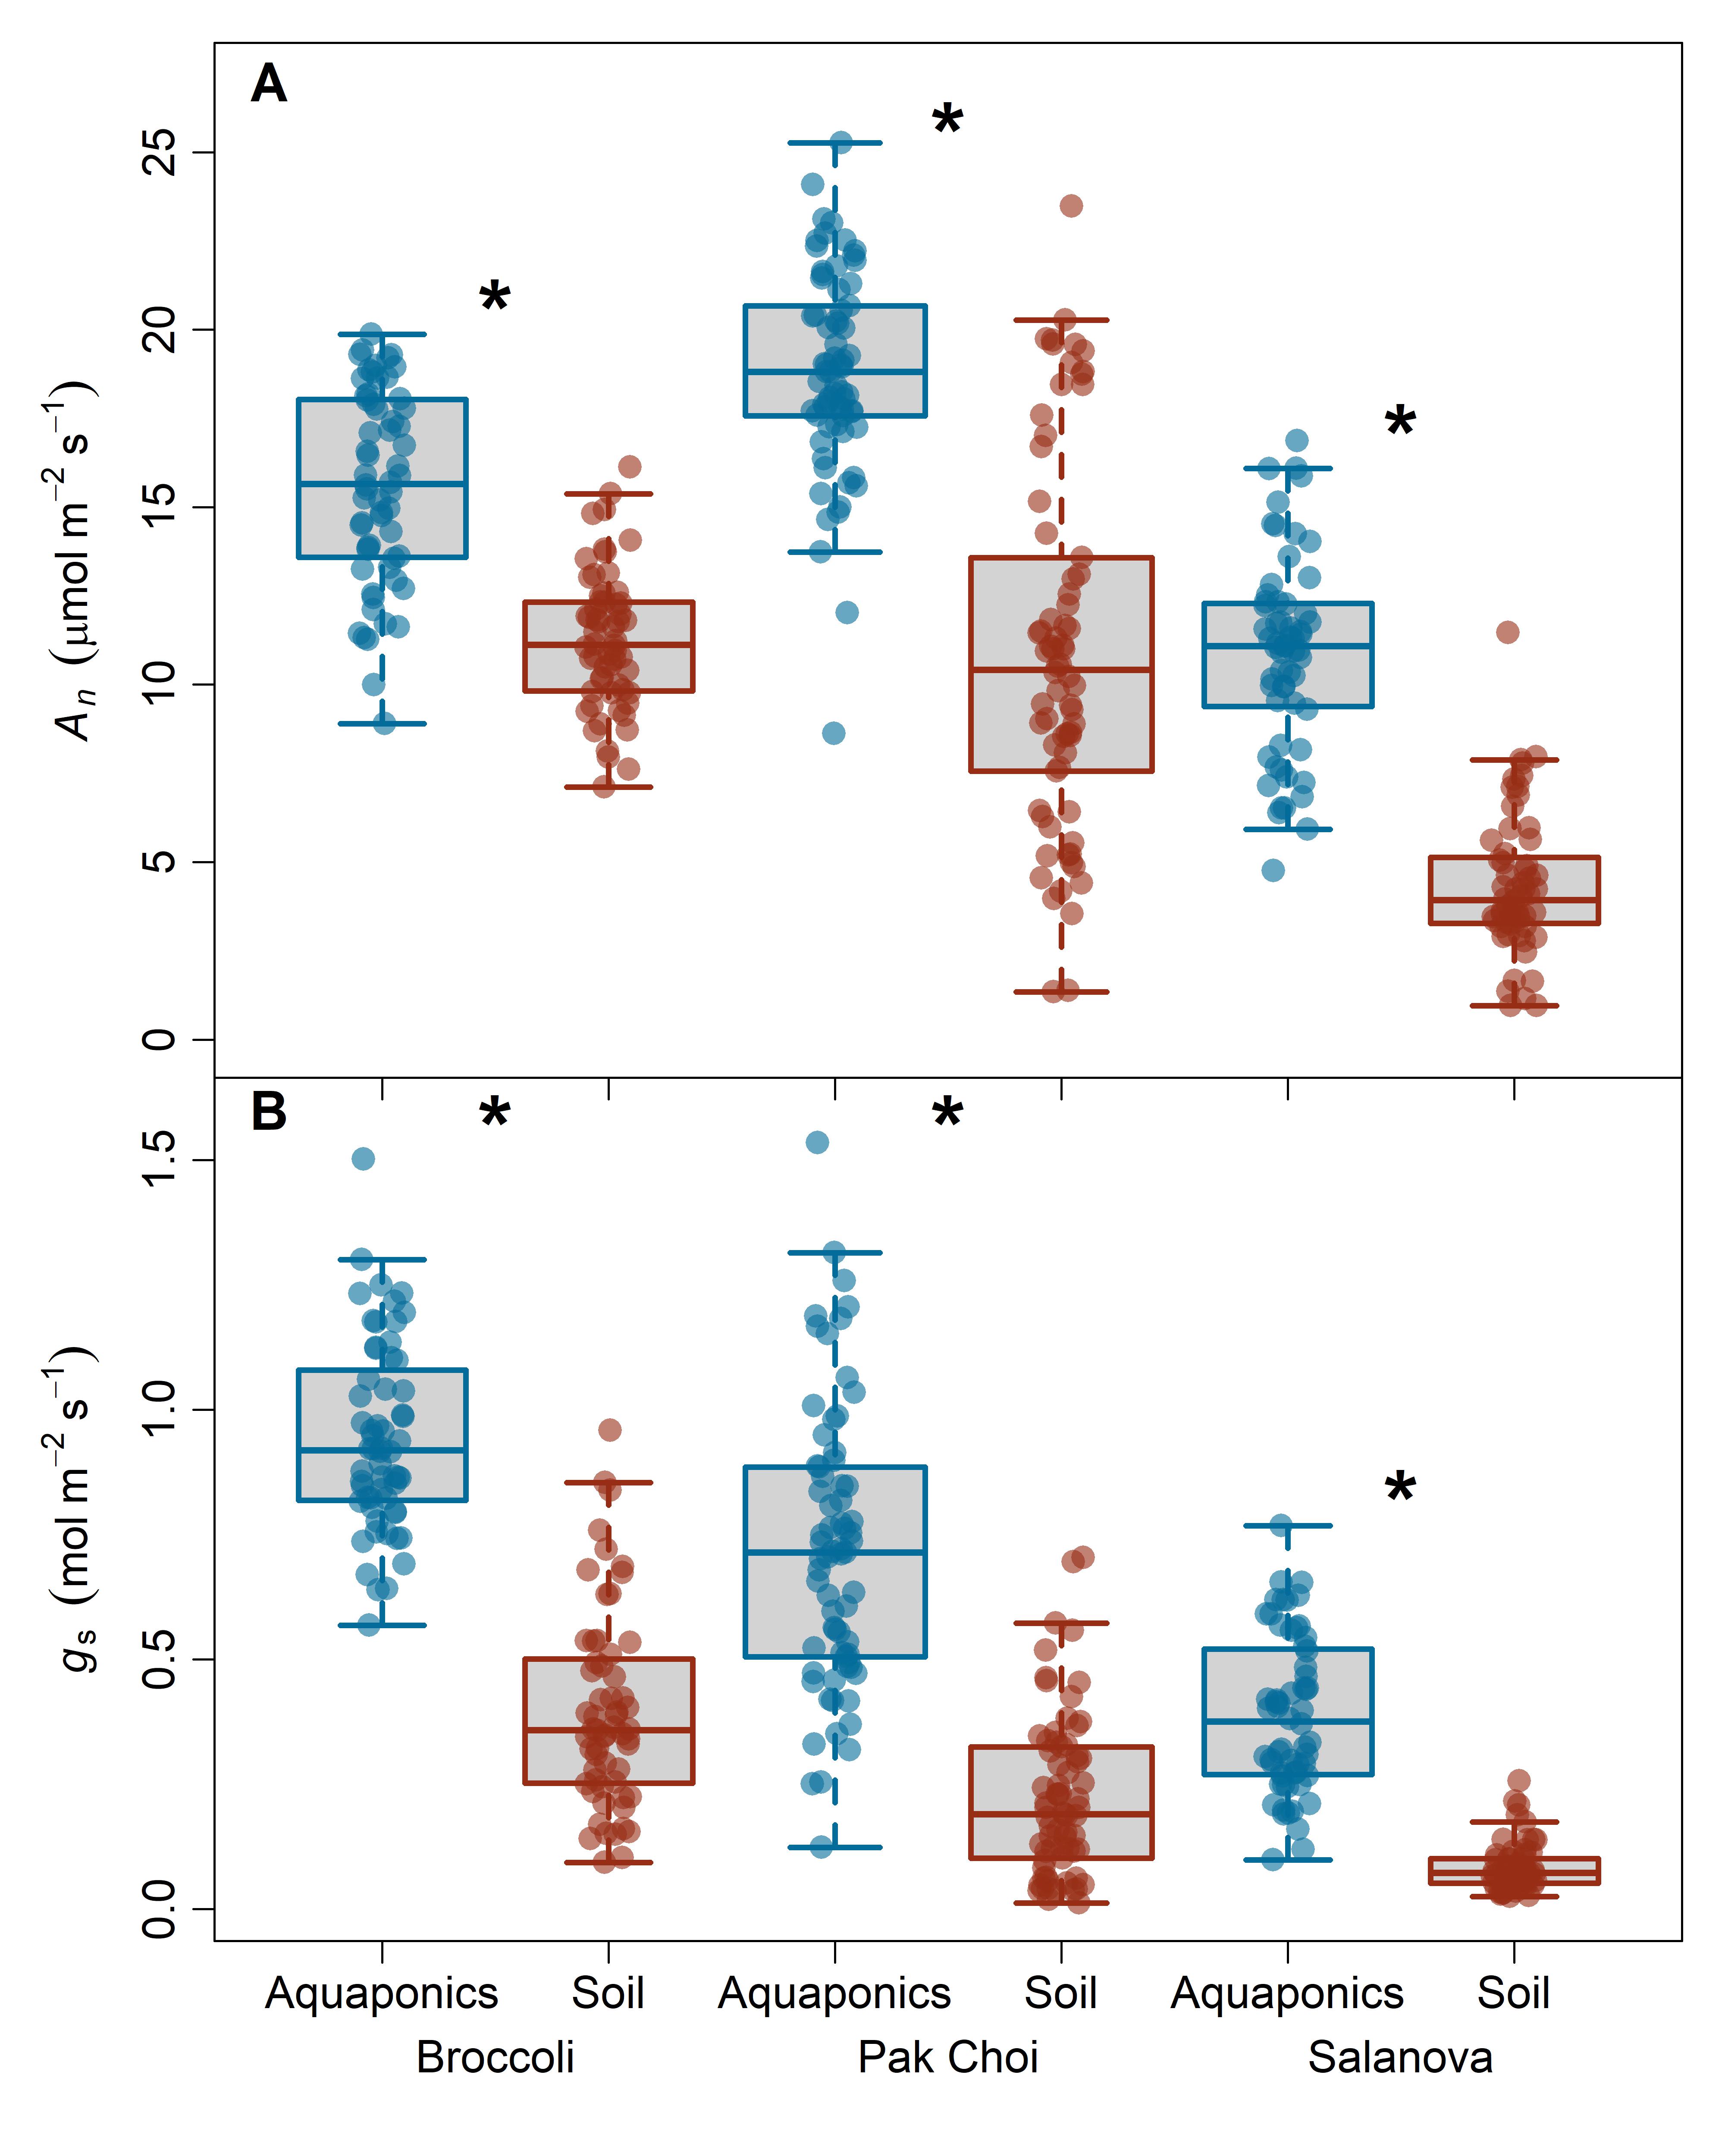 A
*
*
*
25
20
15
10
5
0
Aₙ (μmol m⁻² s⁻¹)
B
*
*
*
1.5
1.0
0.5
0.0
gₛ (mol m⁻² s⁻¹)
Aquaponics Soil Aquaponics Soil Aquaponics Soil
Broccoli Pak Choi Salanova